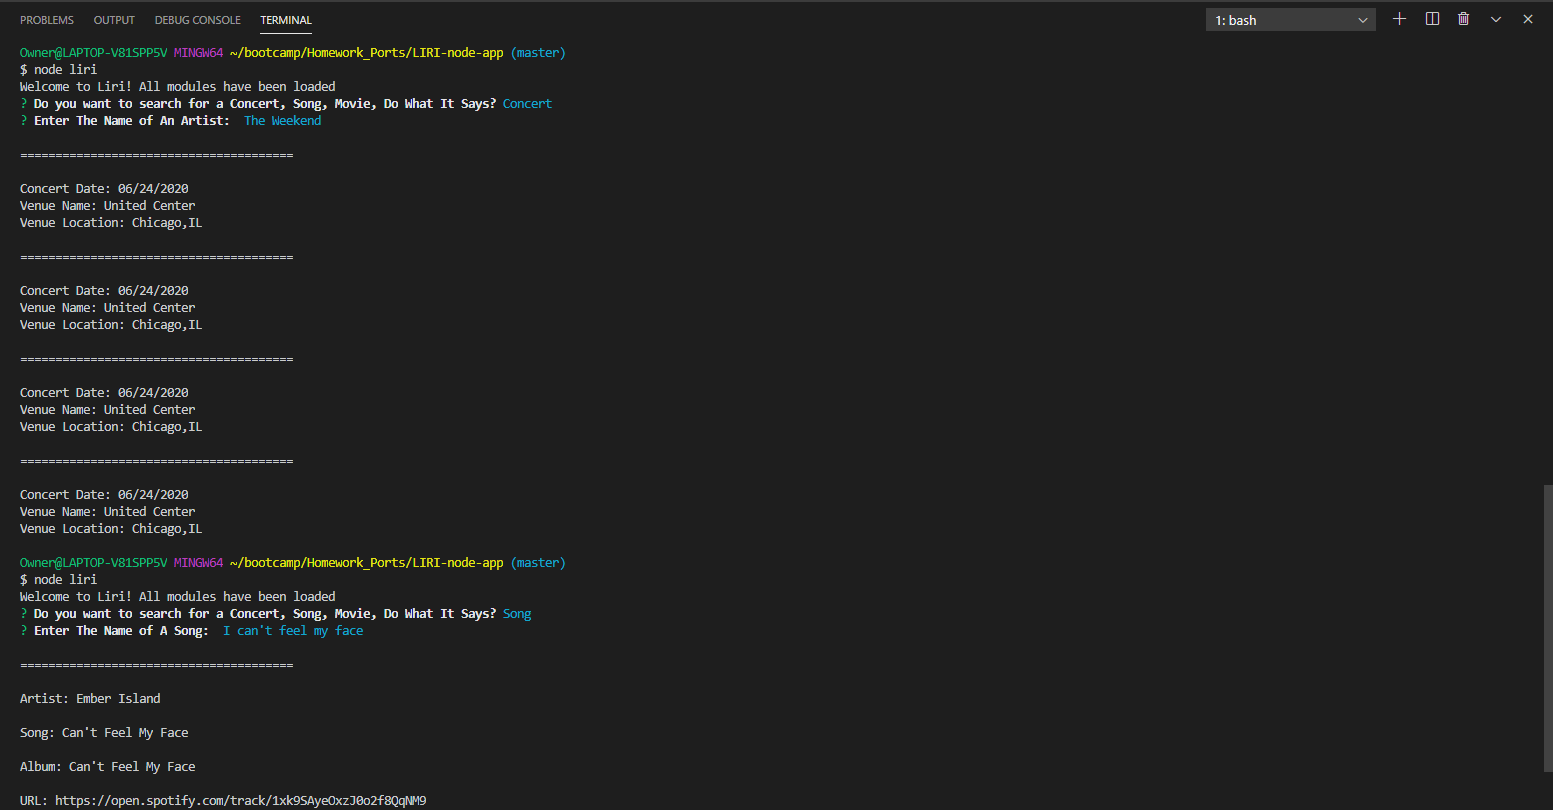 PROBLEMS OUTPUT DEBUG CONSOLE TERMINAL 1: bash
Owner@LAPTOP-V81SPP5V MINGW64 ~/bootcamp/Homework_Ports/LIRI-node-app (master)
$ node liri
Welcome to Liri! All modules have been loaded
? Do you want to search for a Concert, Song, Movie, Do What It Says? Concert
? Enter The Name of An Artist:  The Weekend
=======================================
Concert Date: 06/24/2020
Venue Name: United Center
Venue Location: Chicago,IL
=======================================
Concert Date: 06/24/2020
Venue Name: United Center
Venue Location: Chicago,IL
=======================================
Concert Date: 06/24/2020
Venue Name: United Center
Venue Location: Chicago,IL
=======================================
Concert Date: 06/24/2020
Venue Name: United Center
Venue Location: Chicago,IL
Owner@LAPTOP-V81SPP5V MINGW64 ~/bootcamp/Homework_Ports/LIRI-node-app (master)
$ node liri
Welcome to Liri! All modules have been loaded
? Do you want to search for a Concert, Song, Movie, Do What It Says? Song
? Enter The Name of A Song:  I can't feel my face
=======================================
Artist: Ember Island
Song: Can't Feel My Face
Album: Can't Feel My Face
URL: https://open.spotify.com/track/1xk9SAyeOxzJ0o2f8QqNM9